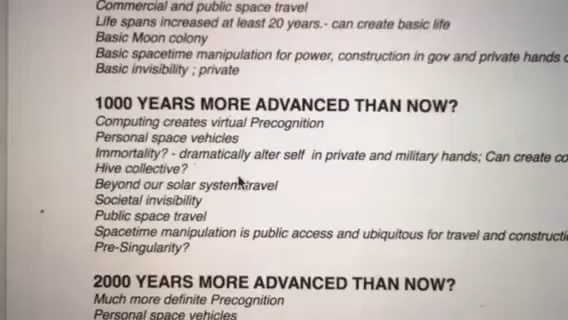 Commercial and public space travel
Life spans increased at least 20 years.- can create basic life
Basic Moon colony
Basic spacetime manipulation for power, construction in gov and private hands
Basic invisibility ; private
1000 YEARS MORE ADVANCED THAN NOW?
Computing creates virtual Precognition
Personal space vehicles
Immortality? - dramatically alter self in private and military hands; Can create
Hive collective?
Beyond our solar system travel
Societal invisibility
Public space travel
Spacetime manipulation is public access and ubiquitous for travel and constructi
Pre-Singularity?
2000 YEARS MORE ADVANCED THAN NOW?
Much more definite Precognition
Personal space vehicles